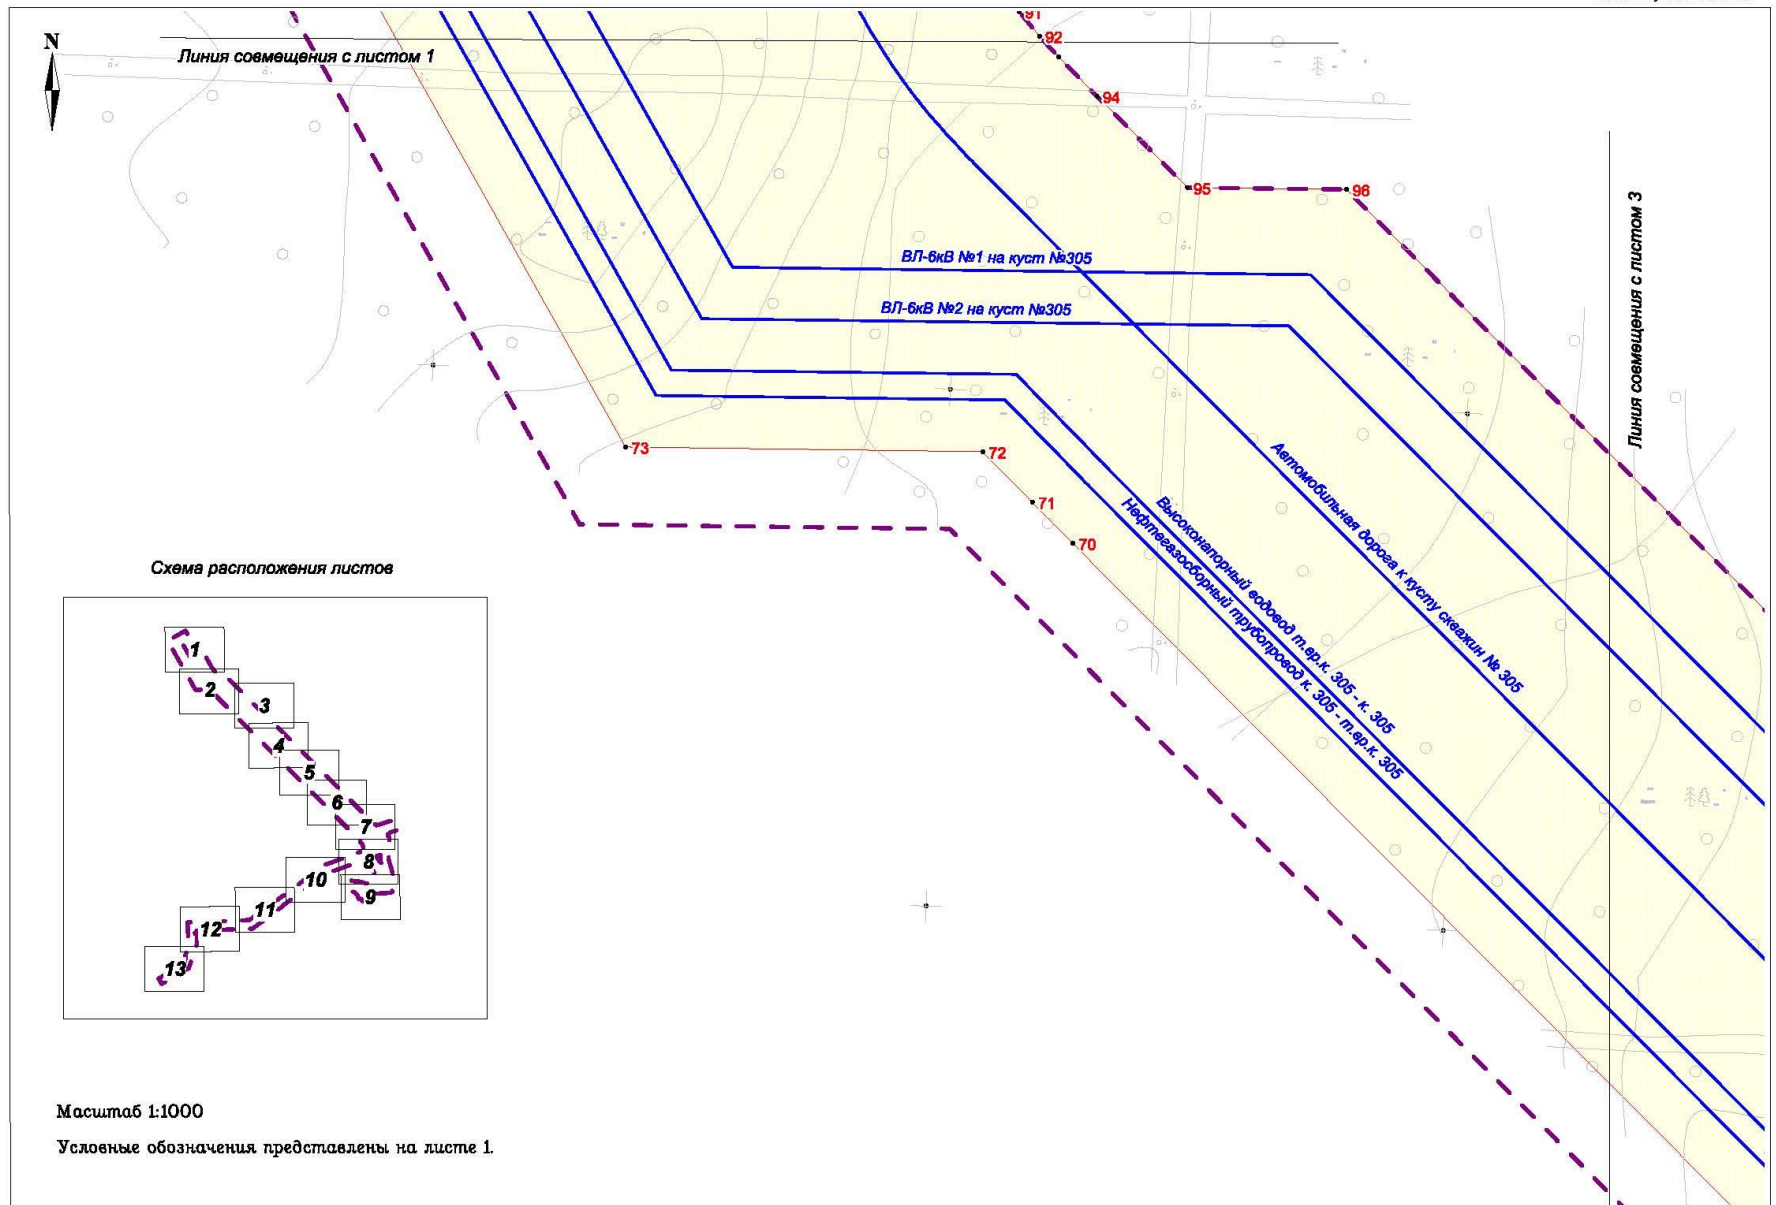 91
N
Линия совмещения с листом 1
92
94
95
96
ВЛ-6кВ №1 на куст №305
ВЛ-6кВ №2 на куст №305
Линия совмещения с листом 3
73
72
71
70
Автомобильная дорога к кусту скважин № 305
Высоконапорный водовод т.вр.к. 305 - к. 305
Нефтегазосборный трубопровод к. 305 - т.вр.к. 305
Схема расположения листов
1
2
3
4
5
6
7
8
9
10
11
12
13
Масштаб 1:1000
Условные обозначения представлены на листе 1.